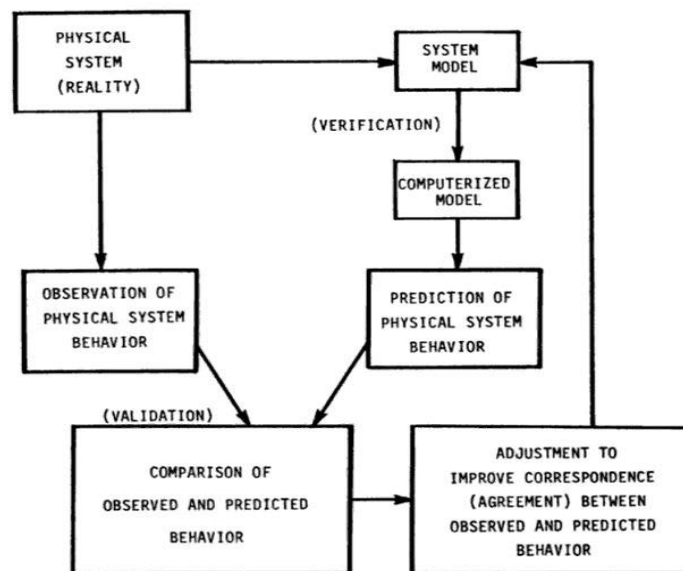 PHYSICAL
SYSTEM
(REALITY)
SYSTEM
MODEL
(VERIFICATION)
COMPUTERIZED
MODEL
OBSERVATION OF
PHYSICAL SYSTEM
BEHAVIOR
PREDICTION OF
PHYSICAL SYSTEM
BEHAVIOR
(VALIDATION)
COMPARISON OF
OBSERVED AND PREDICTED
BEHAVIOR
ADJUSTMENT TO
IMPROVE CORRESPONDENCE
(AGREEMENT) BETWEEN
OBSERVED AND PREDICTED
BEHAVIOR